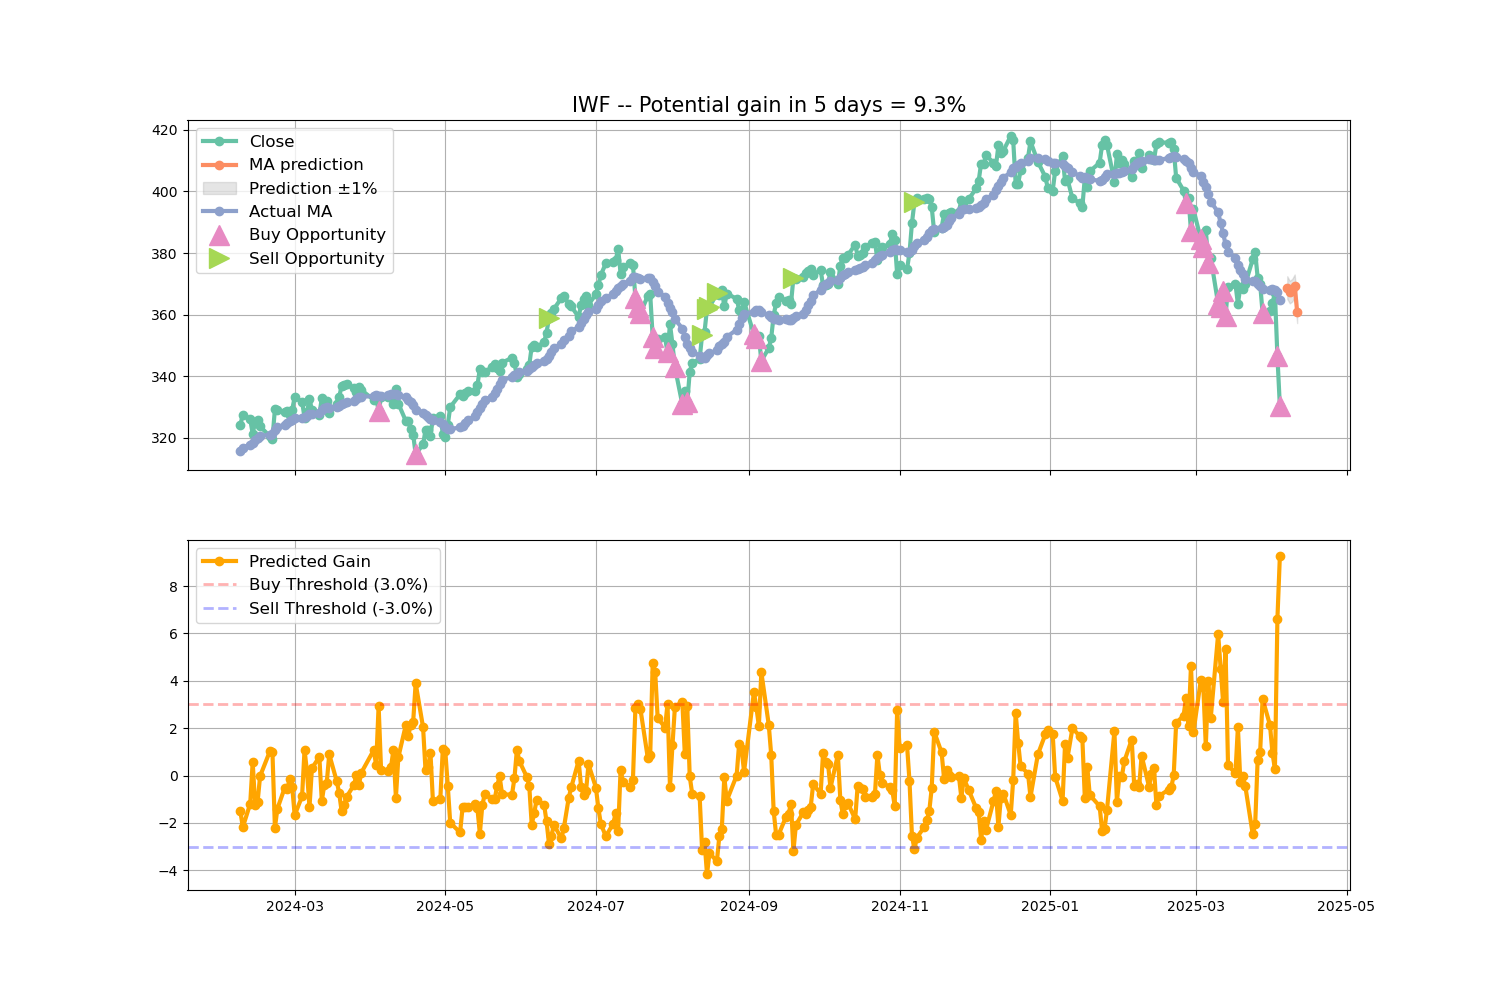 IWF -- Potential gain in 5 days = 9.3%
420
400
380
360
340
320
Close
MA prediction
Prediction ±1%
Actual MA
Buy Opportunity
Sell Opportunity
8
6
4
2
0
−2
−4
Predicted Gain
Buy Threshold (3.0%)
Sell Threshold (-3.0%)
2024-03
2024-05
2024-07
2024-09
2024-11
2025-01
2025-03
2025-05